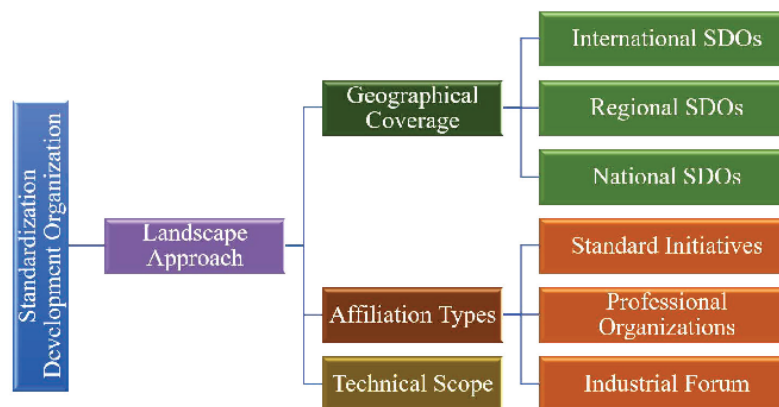 Standardization
Development Organization
Landscape
Approach
Geographical
Coverage
International SDOs
Regional SDOs
National SDOs
Affiliation Types
Standard Initiatives
Professional
Organizations
Industrial Forum
Technical Scope